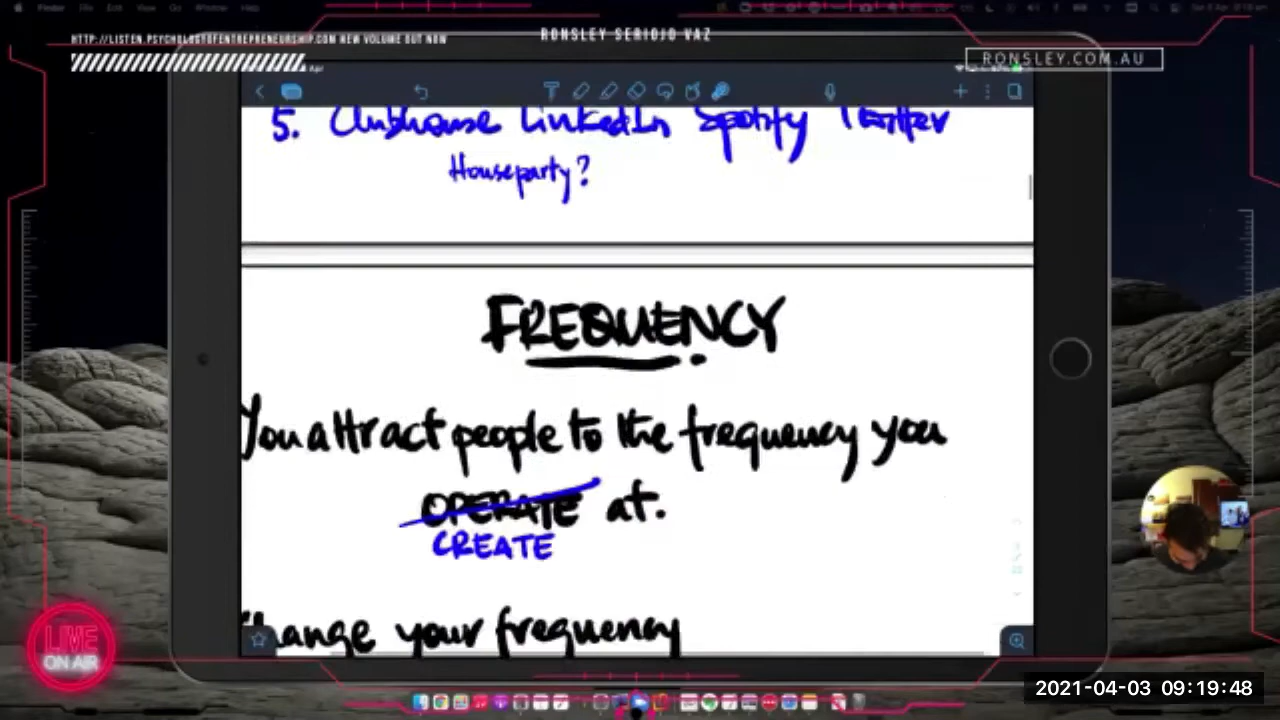 RONSLEY SERIOJO VAZ
HTTP://LISTEN.PSYCHOLOGYOFENTREPRENEURSHIP.COM NEW VOLUME OUT NOW
RONSLEY.COM.AU
5. Clubhouse LinkedIn Spotify Twitter
Houseparty?
FREQUENCY
You attract people to the frequency you
OPERATE at.
CREATE
Change your frequency
LIVE
ON AIR
2021-04-03 09:19:48